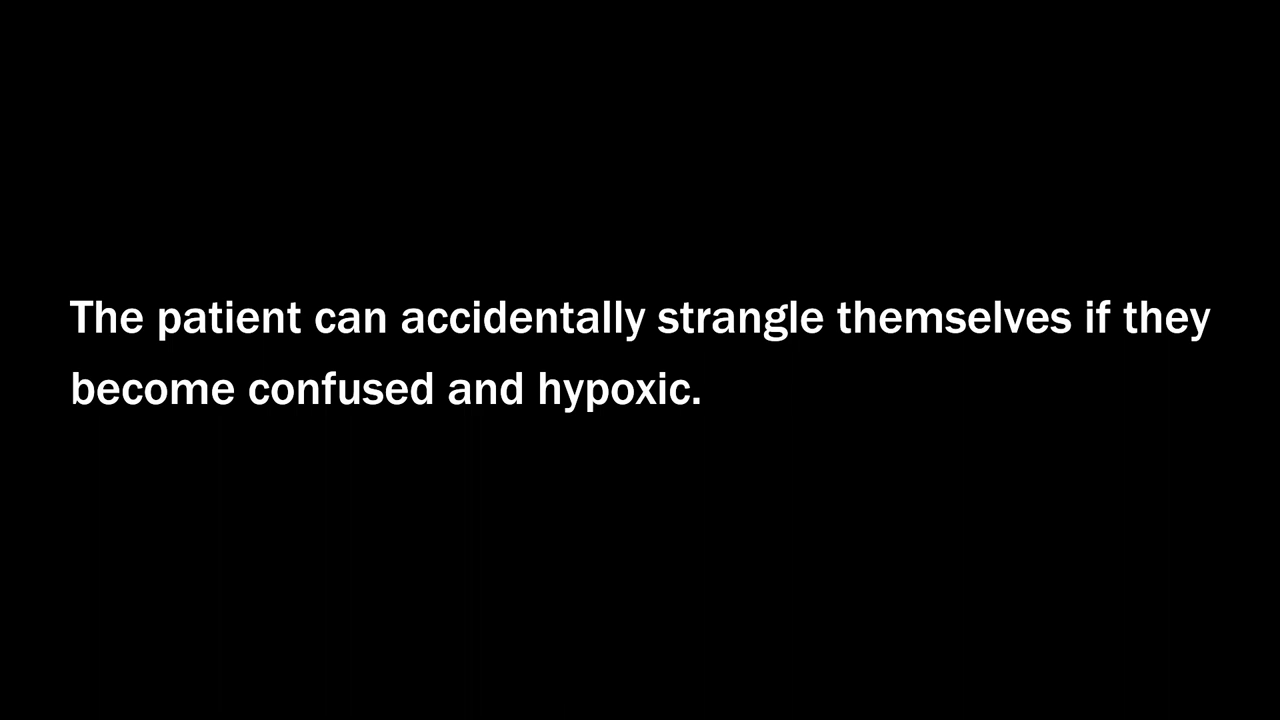 The patient can accidentally strangle themselves if they
become confused and hypoxic.